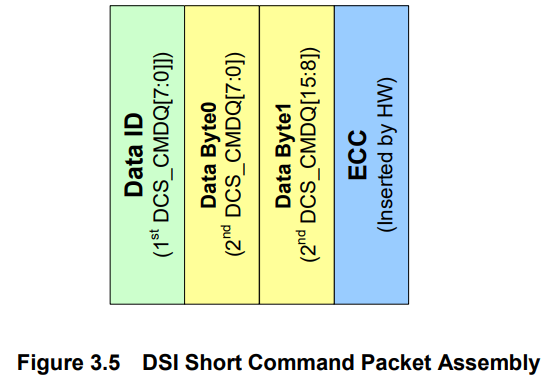 Data ID
(1st DCS_CMDQ[7:0]])
Data Byte0
(2nd DCS_CMDQ[7:0])
Data Byte1
(2nd DCS_CMDQ[15:8])
ECC
(Inserted by HW)
Figure 3.5 DSI Short Command Packet Assembly